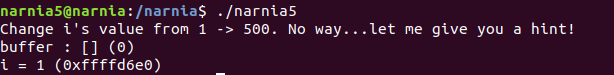 narnia5@narnia:/narnia$ ./narnia5
Change i's value from 1 -> 500. No way...let me give you a hint!
buffer : [] (0)
i = 1 (0xffffd6e0)